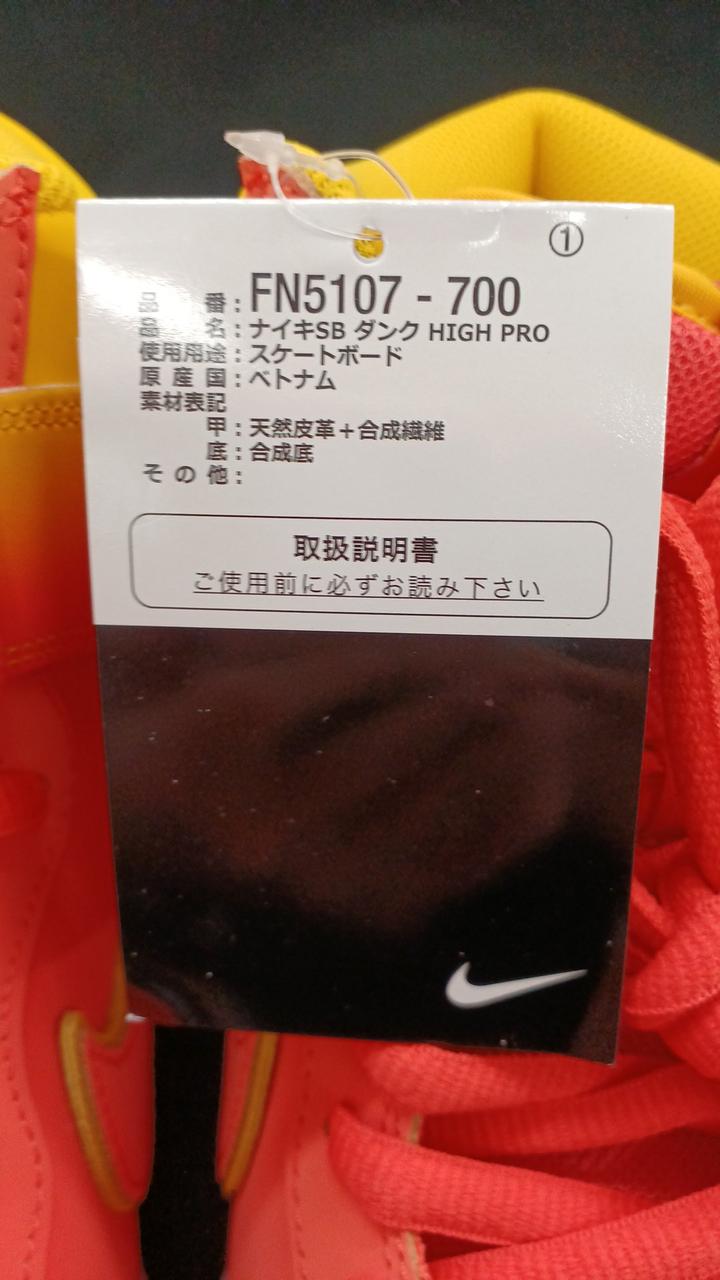 ①
品番：FN5107 - 700
品名：ナイキSB ダンク HIGH PRO
使用用途：スケートボード
原産国：ベトナム
素材表記
甲：天然皮革＋合成繊維
底：合成底
その他：
取扱説明書
ご使用前に必ずお読み下さい